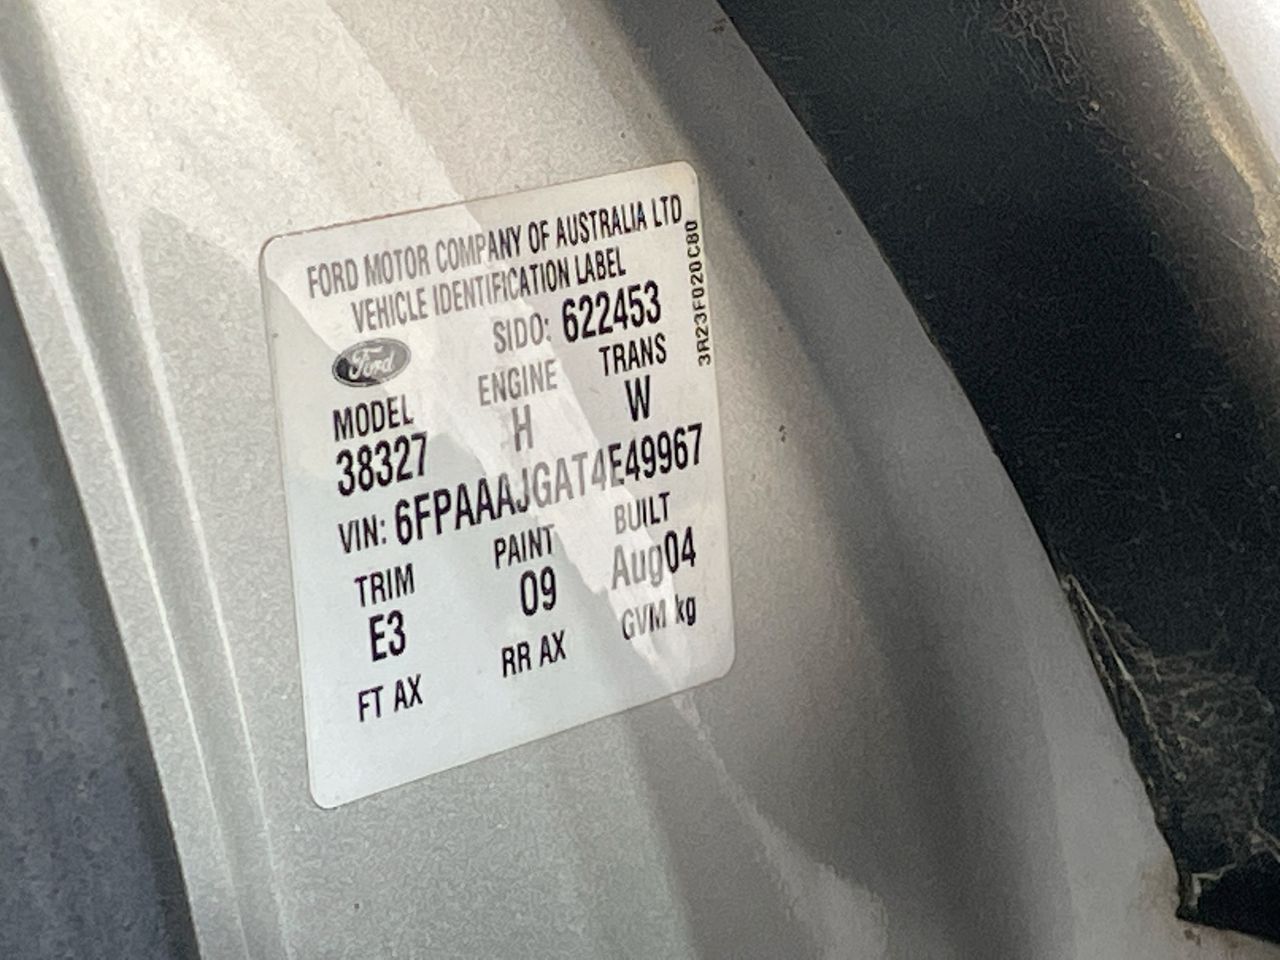 FORD MOTOR COMPANY OF AUSTRALIA LTD
VEHICLE IDENTIFICATION LABEL
Ford
SIDO: 622453
MODEL ENGINE TRANS
38327 H W
VIN: 6FPAAAJGAT4E49967
TRIM PAINT BUILT
E3 09 Aug04
FT AX RR AX GVM kg
3R23F020C80